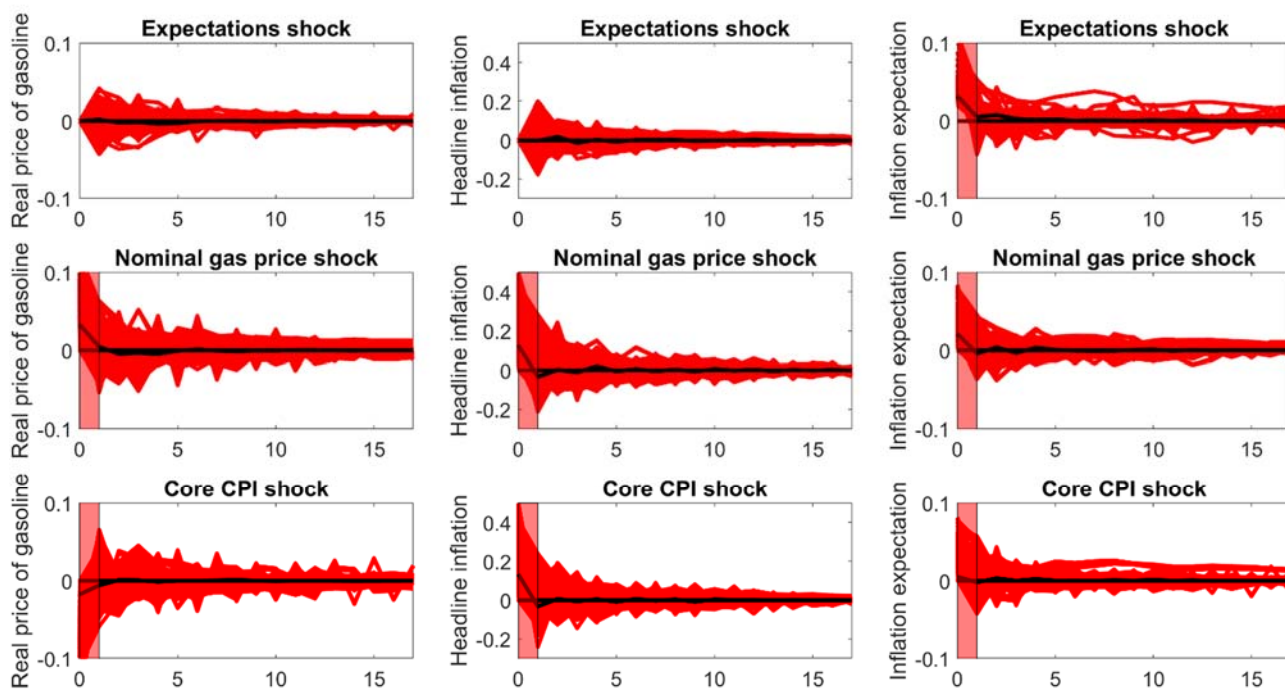 Expectations shock
Real price of gasoline
0.1
0
-0.1
0 5 10 15
Expectations shock
Headline inflation
0.4
0.2
0
-0.2
0 5 10 15
Expectations shock
Inflation expectation
0.1
0
-0.1
0 5 10 15
Nominal gas price shock
Real price of gasoline
0.1
0
-0.1
0 5 10 15
Nominal gas price shock
Headline inflation
0.4
0.2
0
-0.2
0 5 10 15
Nominal gas price shock
Inflation expectation
0.1
0
-0.1
0 5 10 15
Core CPI shock
Real price of gasoline
0.1
0
-0.1
0 5 10 15
Core CPI shock
Headline inflation
0.4
0.2
0
-0.2
0 5 10 15
Core CPI shock
Inflation expectation
0.1
0
-0.1
0 5 10 15